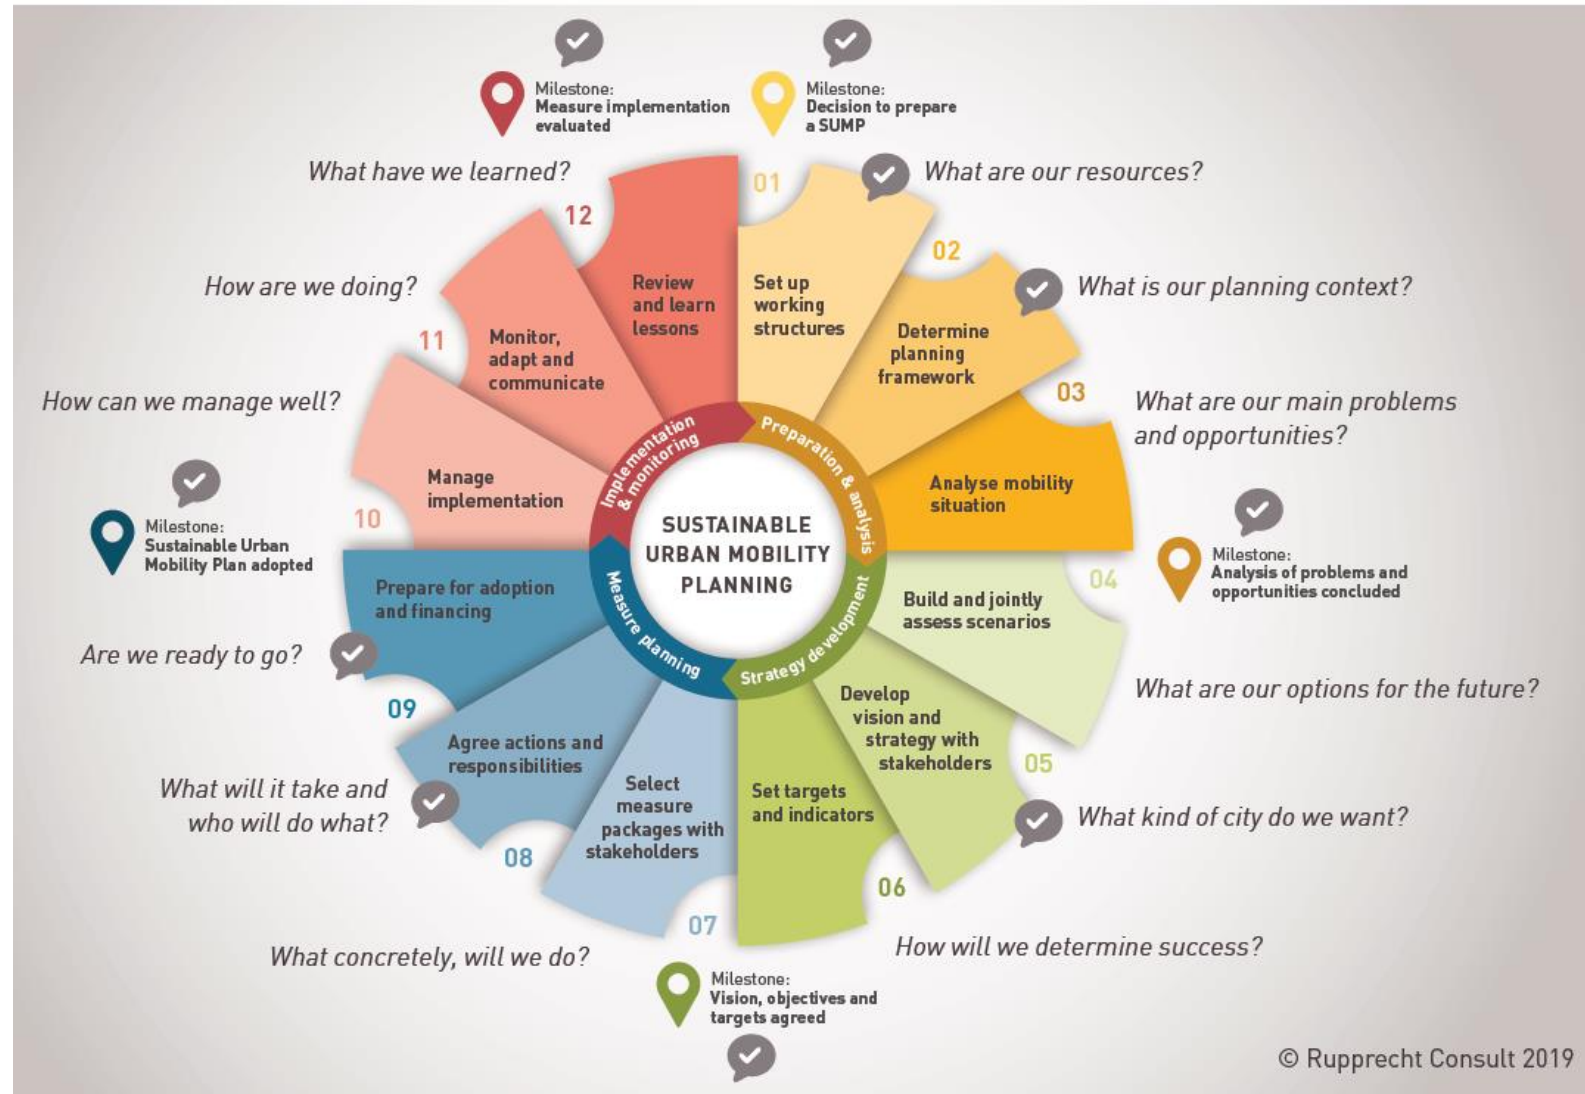 Milestone:
Measure implementation
evaluated
Milestone:
Decision to prepare
a SUMP
What have we learned?
What are our resources?
How are we doing?
What is our planning context?
How can we manage well?
What are our main problems
and opportunities?
Milestone:
Sustainable Urban
Mobility Plan adopted
Milestone:
Analysis of problems and
opportunities concluded
Are we ready to go?
What are our options for the future?
What will it take and
who will do what?
What kind of city do we want?
What concretely, will we do?
How will we determine success?
Milestone:
Vision, objectives and
targets agreed
01
Set up
working
structures
02
Determine
planning
framework
03
Analyse mobility
situation
04
Build and jointly
assess scenarios
05
Develop
vision and
strategy with
stakeholders
06
Set targets
and indicators
07
Select
measure
packages with
stakeholders
08
Agree actions and
responsibilities
09
Prepare for adoption
and financing
10
Manage
implementation
11
Monitor,
adapt and
communicate
12
Review
and learn
lessons
Preparation & analysis
Strategy development
Measure planning
Implementation
& monitoring
SUSTAINABLE
URBAN MOBILITY
PLANNING
© Rupprecht Consult 2019